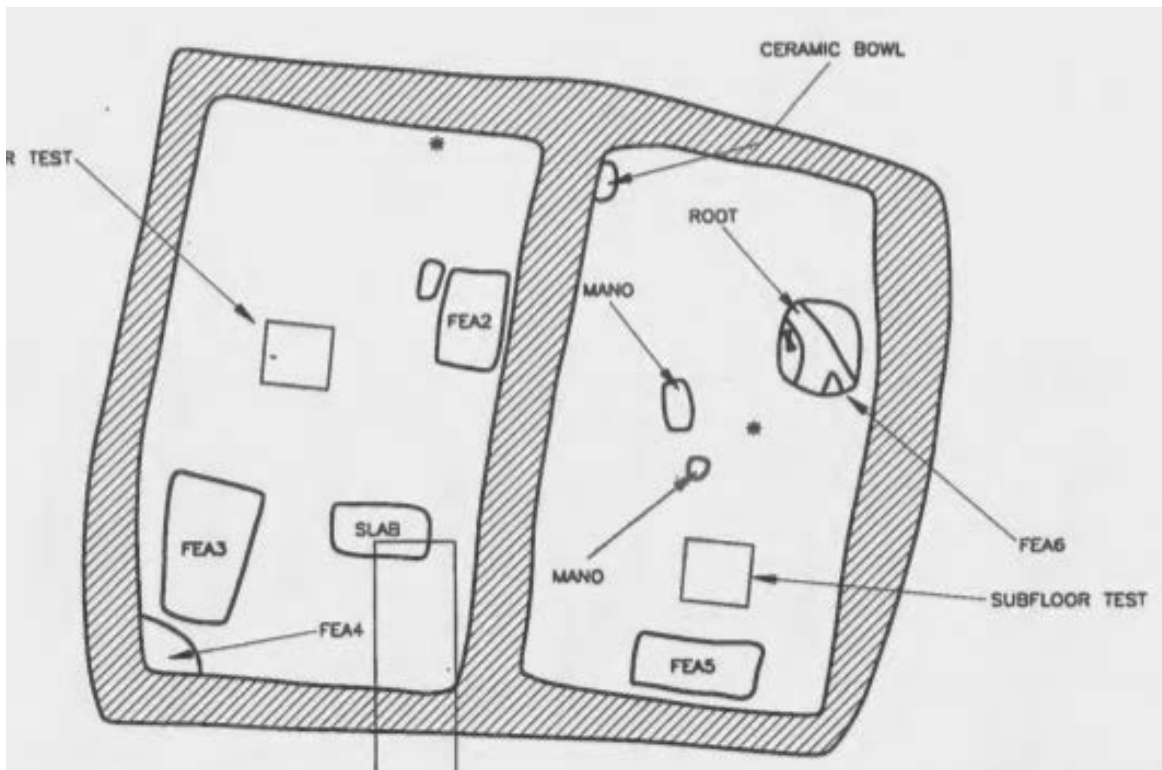 CERAMIC BOWL
R TEST
ROOT
MANO
FEA2
SLAB
FEA3
MANO
FEA6
SUBFLOOR TEST
FEA4
FEA5